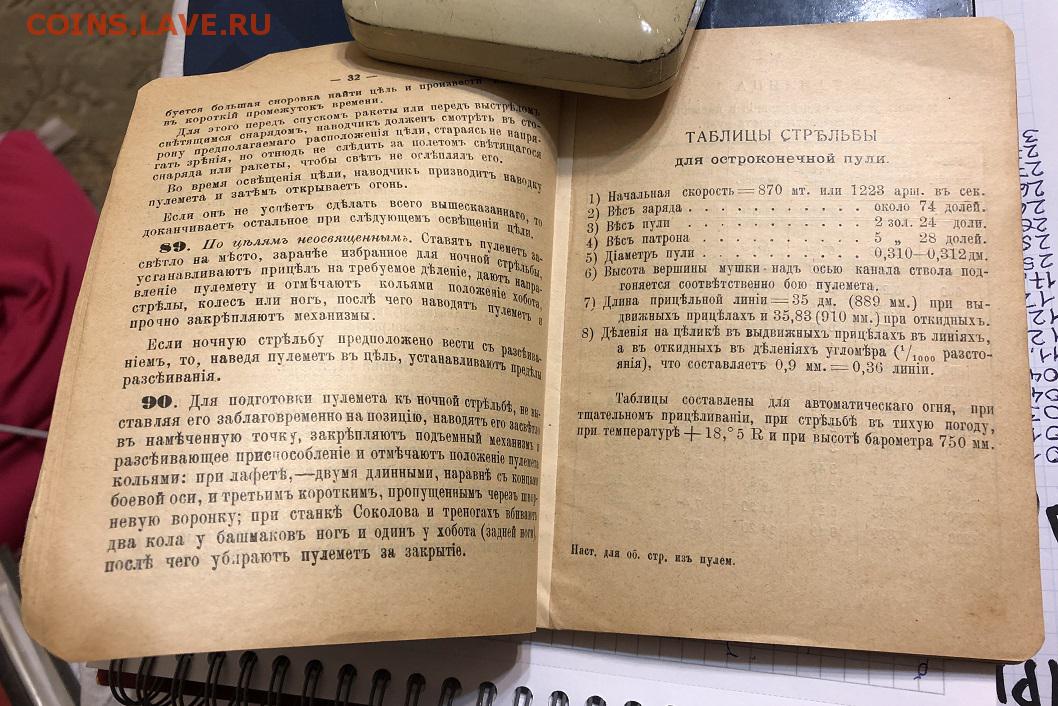 COINS.LAVE.RU
— 32 —
буется большая сноровка найти цѣль и произвести
въ короткій промежутокъ времени.
Для этого передъ спускомъ ракеты или передъ выстрѣломъ
свѣтящимся снарядомъ, наводчикъ долженъ смотрѣть въ сто-
рону предполагаемаго расположенія цѣли, стараясь не напря-
гать зрѣнія, но отнюдь не слѣдить за полетомъ свѣтящагося
снаряда или ракеты, чтобы свѣтъ не ослѣплялъ его.
Во время освѣщенія цѣли, наводчикъ призводитъ наводку
пулемета и затѣмъ открываетъ огонь.
Если онъ не успѣетъ сдѣлать всего вышесказаннаго, то
доканчиваетъ остальное при слѣдующемъ освѣщеніи цѣли.
89. По цѣлямъ неосвященнымъ. Ставятъ пулеметъ за-
свѣтло на мѣсто, заранѣе избранное для ночной стрѣльбы,
устанавливаютъ прицѣлъ на требуемое дѣленіе, даютъ напра-
вленіе пулемету и отмѣчаютъ кольями положеніе хобота,
стрѣлы, колесъ или ногъ, послѣ чего наводятъ пулеметъ и
прочно закрѣпляютъ механизмы.
Если ночную стрѣльбу предположено вести съ разсѣива-
ніемъ, то, наведя пулеметъ въ цѣль, устанавливаютъ предѣлы
разсѣиванія.
90. Для подготовки пулемета къ ночной стрѣльбѣ, не вы-
ставляя его заблаговременно на позицію, наводятъ его засвѣтло
въ намѣченную точку, закрѣпляютъ подъемный механизмъ и
разсѣивающее приспособленіе и отмѣчаютъ положеніе пулемета
кольями: при лафетѣ,—двумя длинными, наравнѣ съ концами
боевой оси, и третьимъ короткимъ, пропущеннымъ черезъ швор-
невую воронку; при станкѣ Соколова и треногахъ вбиваютъ
два кола у башмаковъ ногъ и одинъ у хобота (задней ноги),
послѣ чего убираютъ пулеметъ за закрытіе.
ТАБЛИЦЫ СТРѢЛЬБЫ
для остроконечной пули.
1) Начальная скорость=870 мт. или 1223 арш. въ сек.
2) Вѣсъ заряда . . . . . . . . . . . около 74 долей.
3) Вѣсъ пули . . . . . . . . . . . 2 зол. 24 доли.
4) Вѣсъ патрона . . . . . . . . . . 5 „ 28 долей.
5) Діаметръ пули . . . . . . . . . 0,310—0,312 дм.
6) Высота вершины мушки надъ осью канала ствола под-
гоняется соотвѣтственно бою пулемета.
7) Длина прицѣльной линіи=35 дм. (889 мм.) при вы-
движныхъ прицѣлахъ и 35,83 (910 мм.) при откидныхъ.
8) Дѣленія на цѣликѣ въ выдвижныхъ прицѣлахъ въ линіяхъ,
а въ откидныхъ въ дѣленіяхъ угломѣра (1/1000 разсто-
янія), что составляетъ 0,9 мм.=0,36 линіи.
Таблицы составлены для автоматическаго огня, при
тщательномъ прицѣливаніи, при стрѣльбѣ въ тихую погоду,
при температурѣ +18,°5 R и при высотѣ барометра 750 мм.
Наст. для об. стр. изъ пулем.